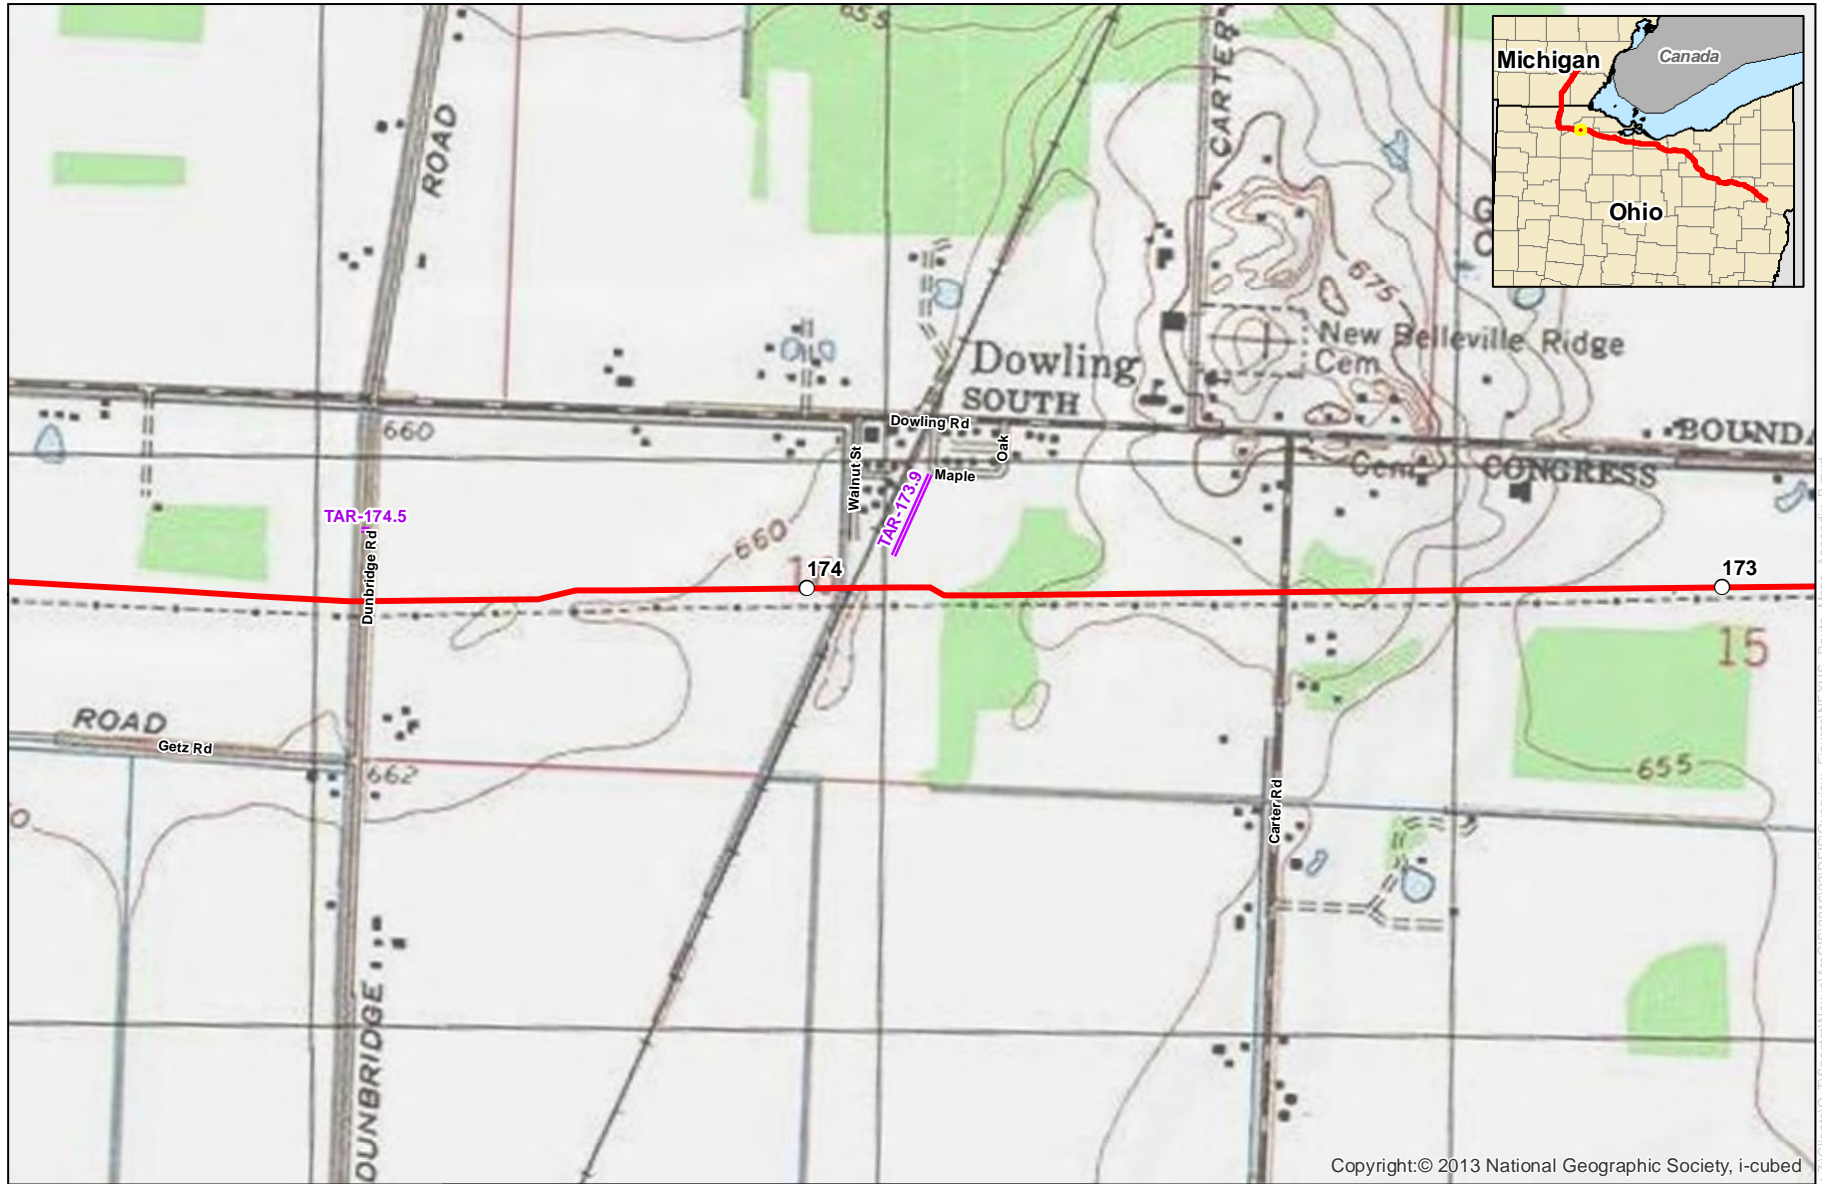 655
CARTER
Michigan
Canada
Ohio
ROAD
G
O
675
New Belleville Ridge
Cem
Dowling
SOUTH
Dowling Rd
660
Walnut St
Oak
Maple
BOUNDA
Cem
CONGRESS
TAR-174.5
TAR-173.9
660
Dunbridge Rd
174
173
15
ROAD
Getz Rd
662
655
0
Carter Rd
DUNBRIDGE
Copyright:© 2013 National Geographic Society, i-cubed